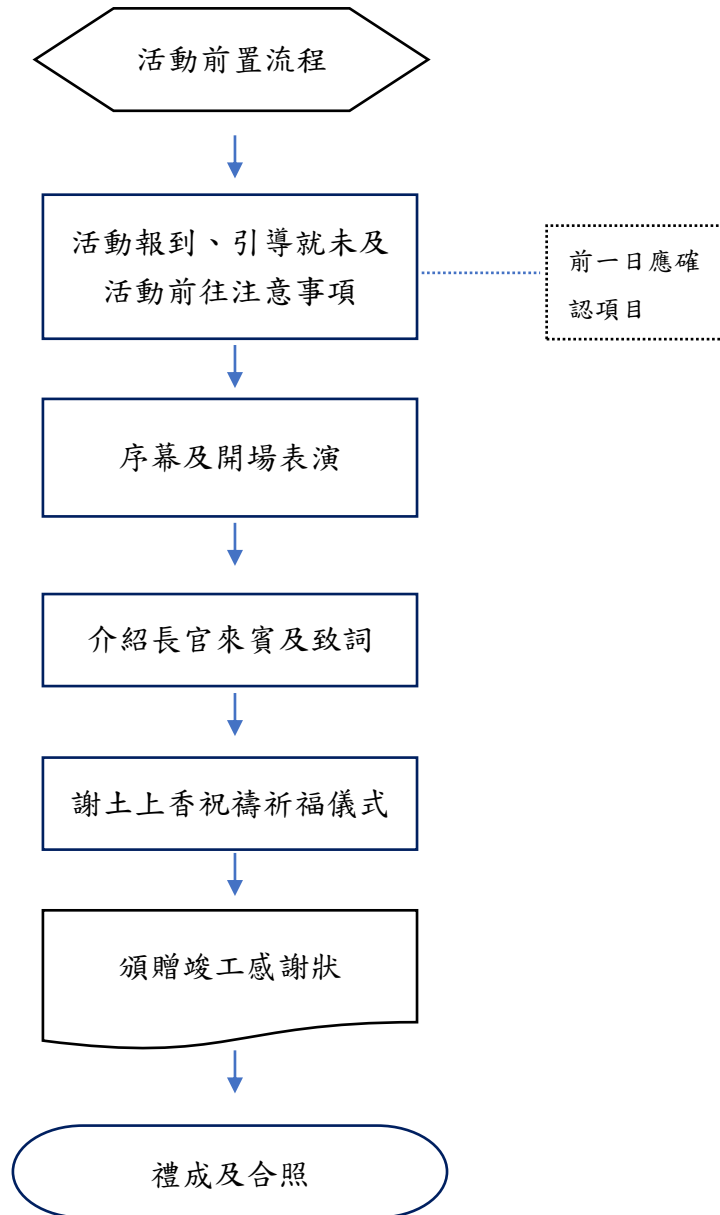 活動前置流程
活動報到、引導就未及
活動前往注意事項
前一日應確
認項目
序幕及開場表演
介紹長官來賓及致詞
謝土上香祝禱祈福儀式
頒贈竣工感謝狀
禮成及合照